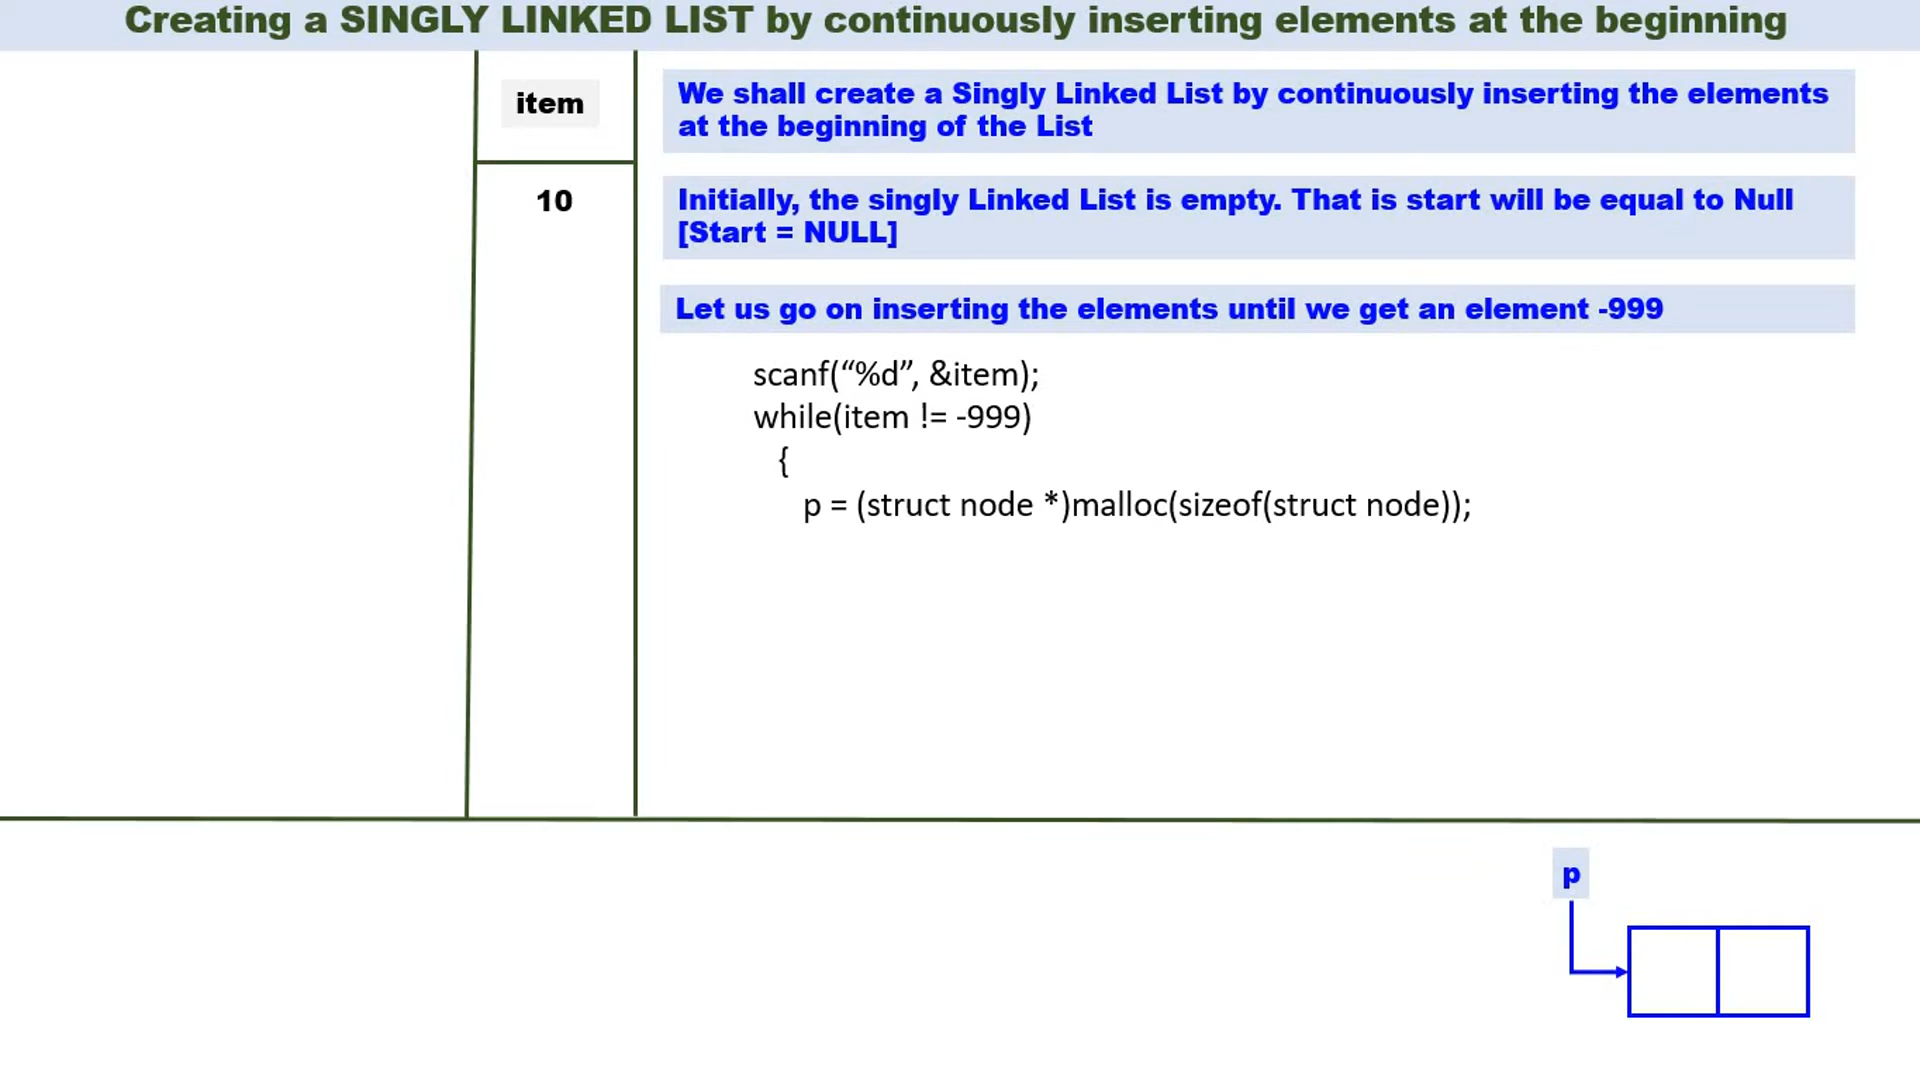 Creating a SINGLY LINKED LIST by continuously inserting elements at the beginning
item
10
We shall create a Singly Linked List by continuously inserting the elements
at the beginning of the List
Initially, the singly Linked List is empty. That is start will be equal to Null
[Start = NULL]
Let us go on inserting the elements until we get an element -999
scanf(“%d”, &item);
while(item != -999)
{
p = (struct node *)malloc(sizeof(struct node));
p